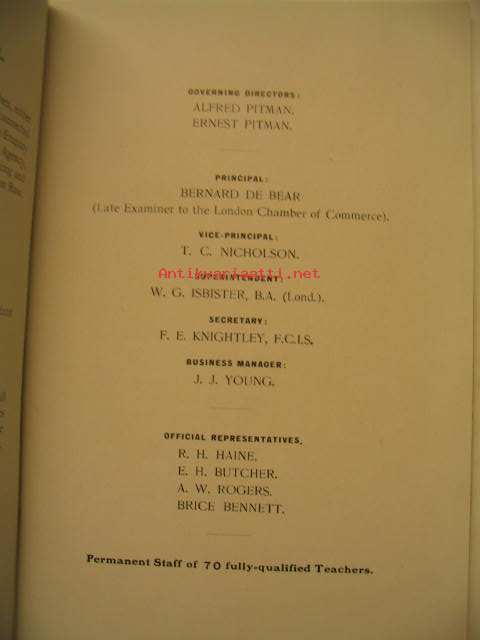 GOVERNING DIRECTORS:
ALFRED PITMAN.
ERNEST PITMAN.
PRINCIPAL:
BERNARD DE BEAR
(Late Examiner to the London Chamber of Commerce).
VICE-PRINCIPAL:
T. C. NICHOLSON.
Antikvariaatti.net
SUPERINTENDENT:
W. G. ISBISTER, B.A. (Lond.).
SECRETARY:
F. E. KNIGHTLEY, F.C.I.S.
BUSINESS MANAGER:
J. J. YOUNG.
OFFICIAL REPRESENTATIVES.
R. H. HAINE.
E. H. BUTCHER.
A. W. ROGERS.
BRICE BENNETT.
Permanent Staff of 70 fully-qualified Teachers.